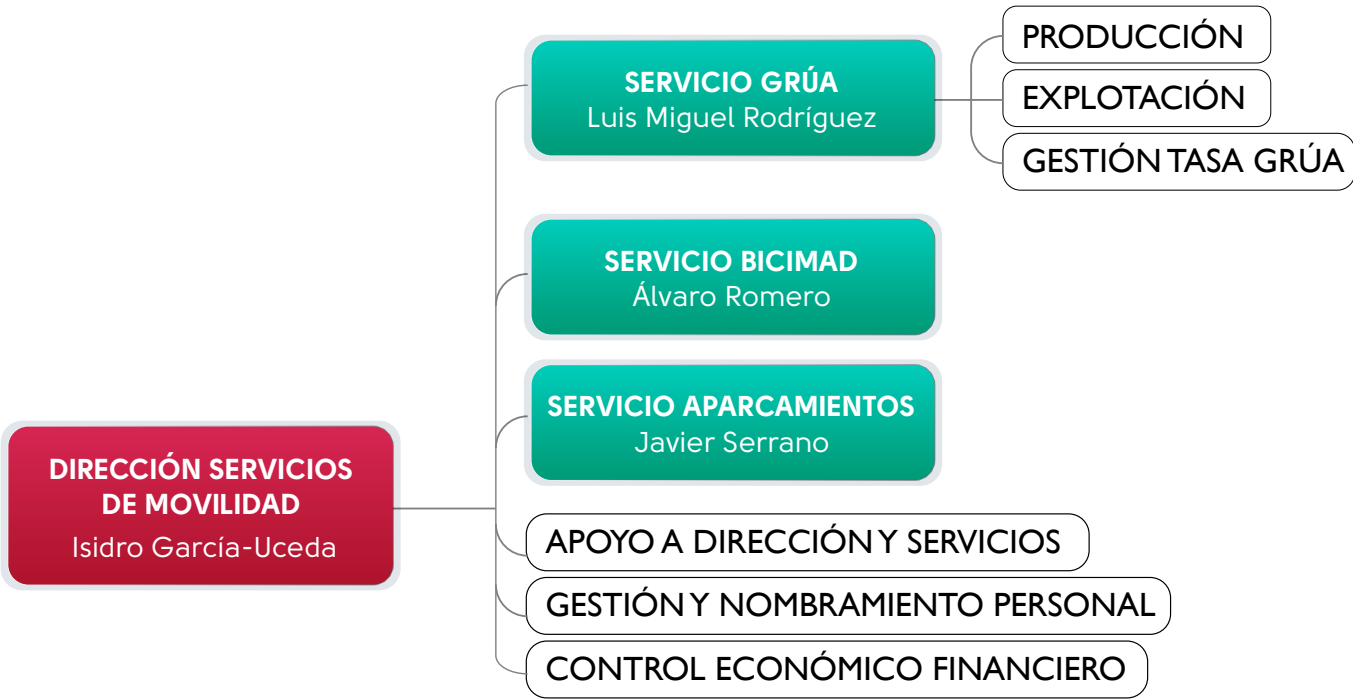 DIRECCIÓN SERVICIOS
DE MOVILIDAD
Isidro García-Uceda
SERVICIO GRÚA
Luis Miguel Rodríguez
PRODUCCIÓN
EXPLOTACIÓN
GESTIÓN TASA GRÚA
SERVICIO BICIMAD
Álvaro Romero
SERVICIO APARCAMIENTOS
Javier Serrano
APOYO A DIRECCIÓN Y SERVICIOS
GESTIÓN Y NOMBRAMIENTO PERSONAL
CONTROL ECONÓMICO FINANCIERO